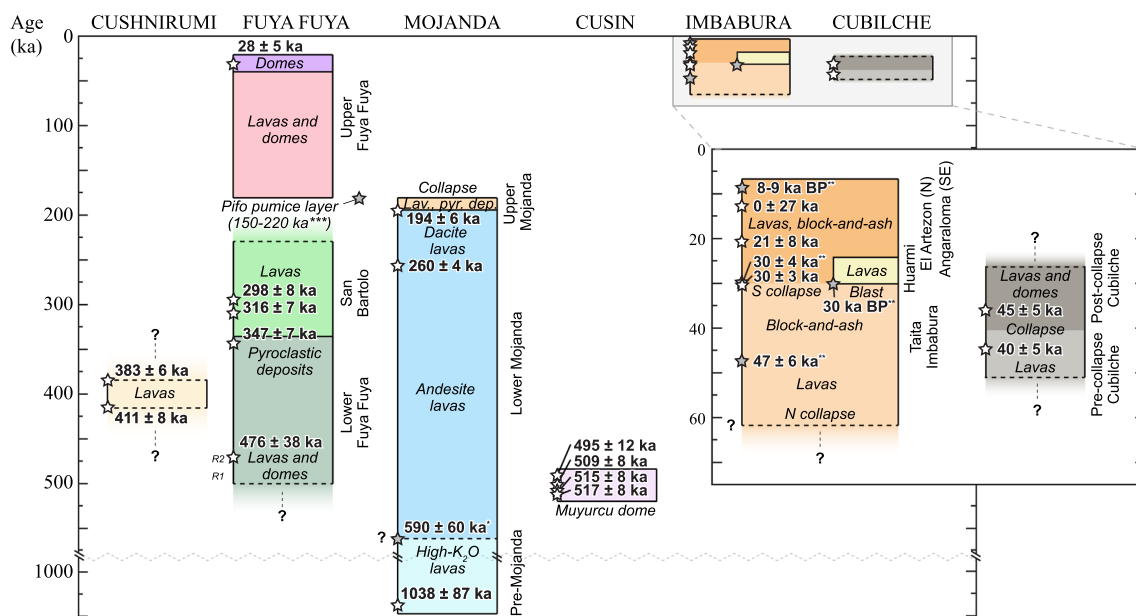 Age
(ka)
CUSHNIRUMI
FUYA FUYA
MOJANDA
CUSIN
IMBABURA
CUBILCHE
0
100
200
300
400
500
1000
?
383 ± 6 ka
Lavas
411 ± 8 ka
?
28 ± 5 ka
Domes
Lavas and
domes
Upper
Fuya Fuya
Pifo pumice layer
(150-220 ka***)
Lavas
298 ± 8 ka
316 ± 7 ka
San
Bartolo
347 ± 7 ka
Pyroclastic
deposits
476 ± 38 ka
R2
Lavas and
domes
R1
Lower
Fuya Fuya
?
Collapse
Lav., pyr. dep.
Upper
Mojanda
194 ± 6 ka
Dacite
lavas
260 ± 4 ka
Andesite
lavas
Lower Mojanda
590 ± 60 ka*
?
High-K2O
lavas
1038 ± 87 ka
Pre-Mojanda
495 ± 12 ka
509 ± 8 ka
515 ± 8 ka
517 ± 8 ka
Muyurcu dome
0
20
40
60
8-9 ka BP**
0 ± 27 ka
Lavas, block-and-ash
21 ± 8 ka
30 ± 4 ka**
30 ± 3 ka
S collapse
Lavas
Blast
30 ka BP**
Block-and-ash
47 ± 6 ka**
Lavas
N collapse
?
?
Huarmi
El Artezon (N)
Angaraloma (SE)
Taita
Imbabura
?
Lavas and
domes
45 ± 5 ka
Collapse
40 ± 5 ka
Lavas
?
Post-collapse
Cubilche
Pre-collapse
Cubilche